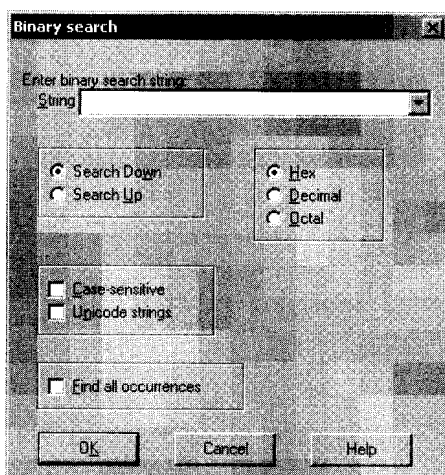 Binary search
Enter binary search string:
String
Search Down
Search Up
Hex
Decimal
Octal
Case-sensitive
Unicode strings
Find all occurrences
OK
Cancel
Help